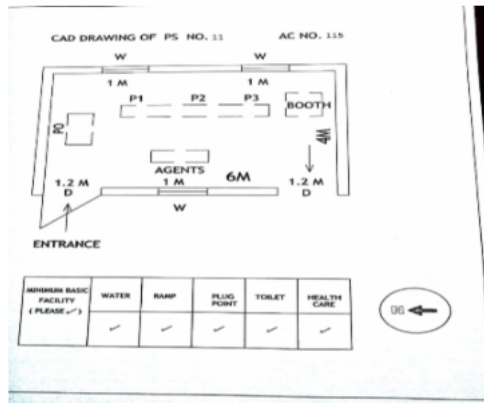 CAD DRAWING OF PS NO. 11 AC NO. 115
W W
1 M 1 M
P1 P2 P3
BOOTH
PO
4M
AGENTS
1.2 M 1 M 6M 1.2 M
D D
W
ENTRANCE
MINIMUM BASIC FACILITY ( PLEASE ✓ ) WATER RAMP PLUG POINT TOILET HEALTH CARE
✓ ✓ ✓ ✓ ✓